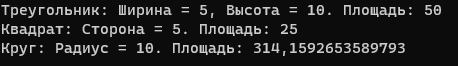 Треугольник: Ширина = 5, Высота = 10. Площадь: 50
Квадрат: Сторона = 5. Площадь: 25
Круг: Радиус = 10. Площадь: 314,1592653589793